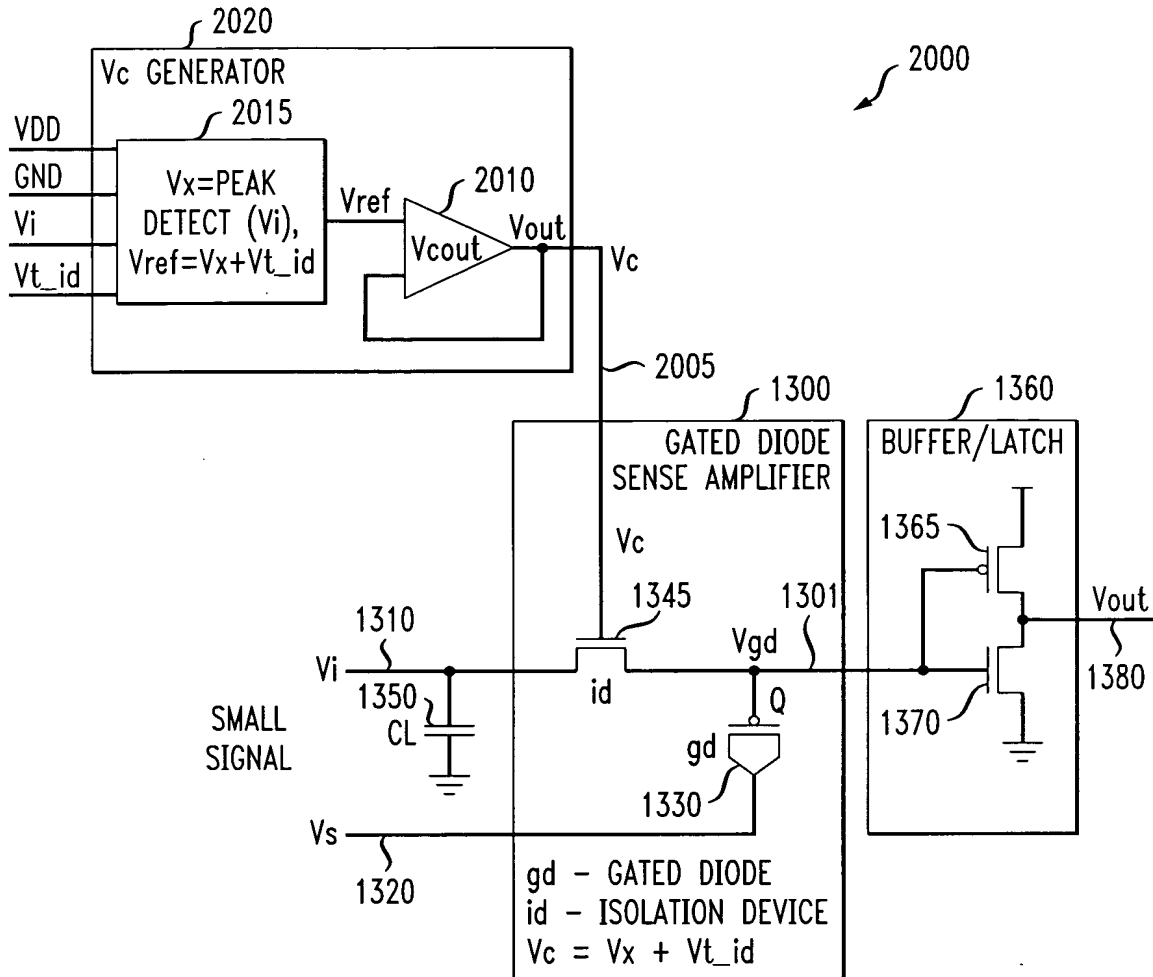 2020
2000
Vc GENERATOR
2015
VDD
GND
Vi
Vt_id
Vx=PEAK
DETECT (Vi),
Vref=Vx+Vt_id
Vref
2010
Vcout
Vout
Vc
2005
1300
1360
GATED DIODE
SENSE AMPLIFIER
BUFFER/LATCH
Vc
1365
1310
1345
1301
Vout
Vi
Vgd
1380
1350
id
Q
1370
CL
SMALL
SIGNAL
gd
1330
Vs
1320
gd - GATED DIODE
id - ISOLATION DEVICE
Vc = Vx + Vt_id